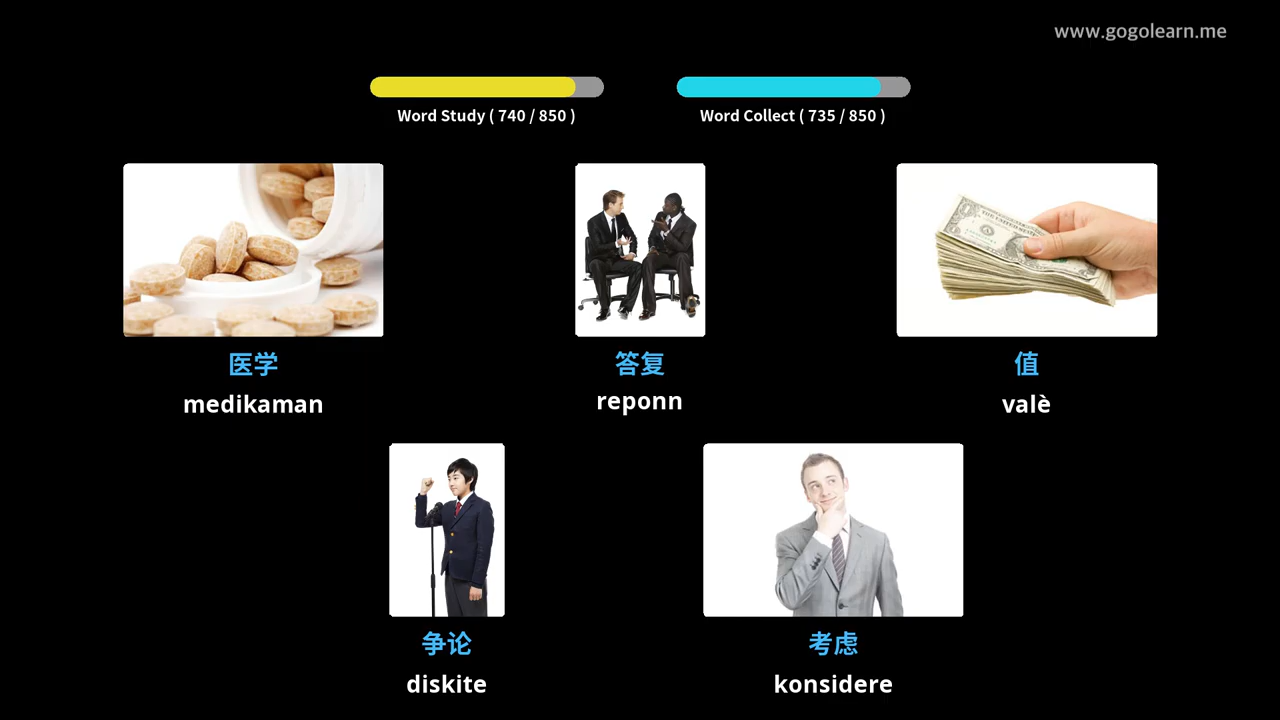 www.gogolearn.me
Word Study ( 740 / 850 )
Word Collect ( 735 / 850 )
医学
medikaman
答复
reponn
值
valè
争论
diskite
考虑
konsidere